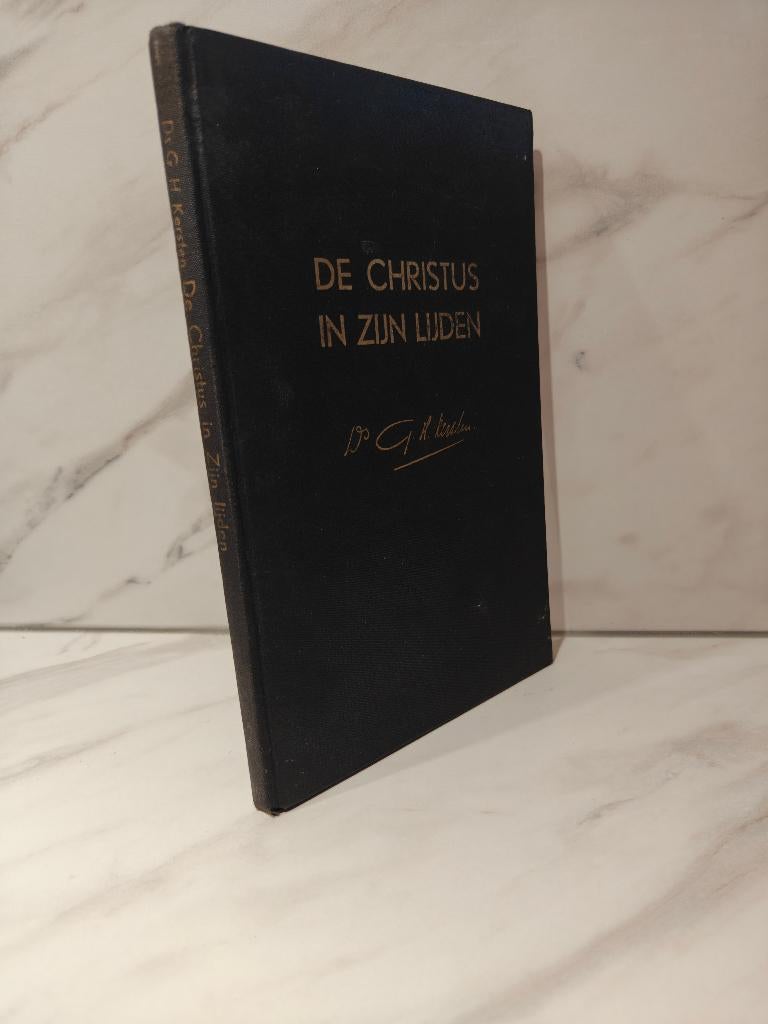 DE CHRISTUS
IN ZIJN LIJDEN
Ds G. H. Kersten.
Ds G H Kersten De Christus in Zijn lijden